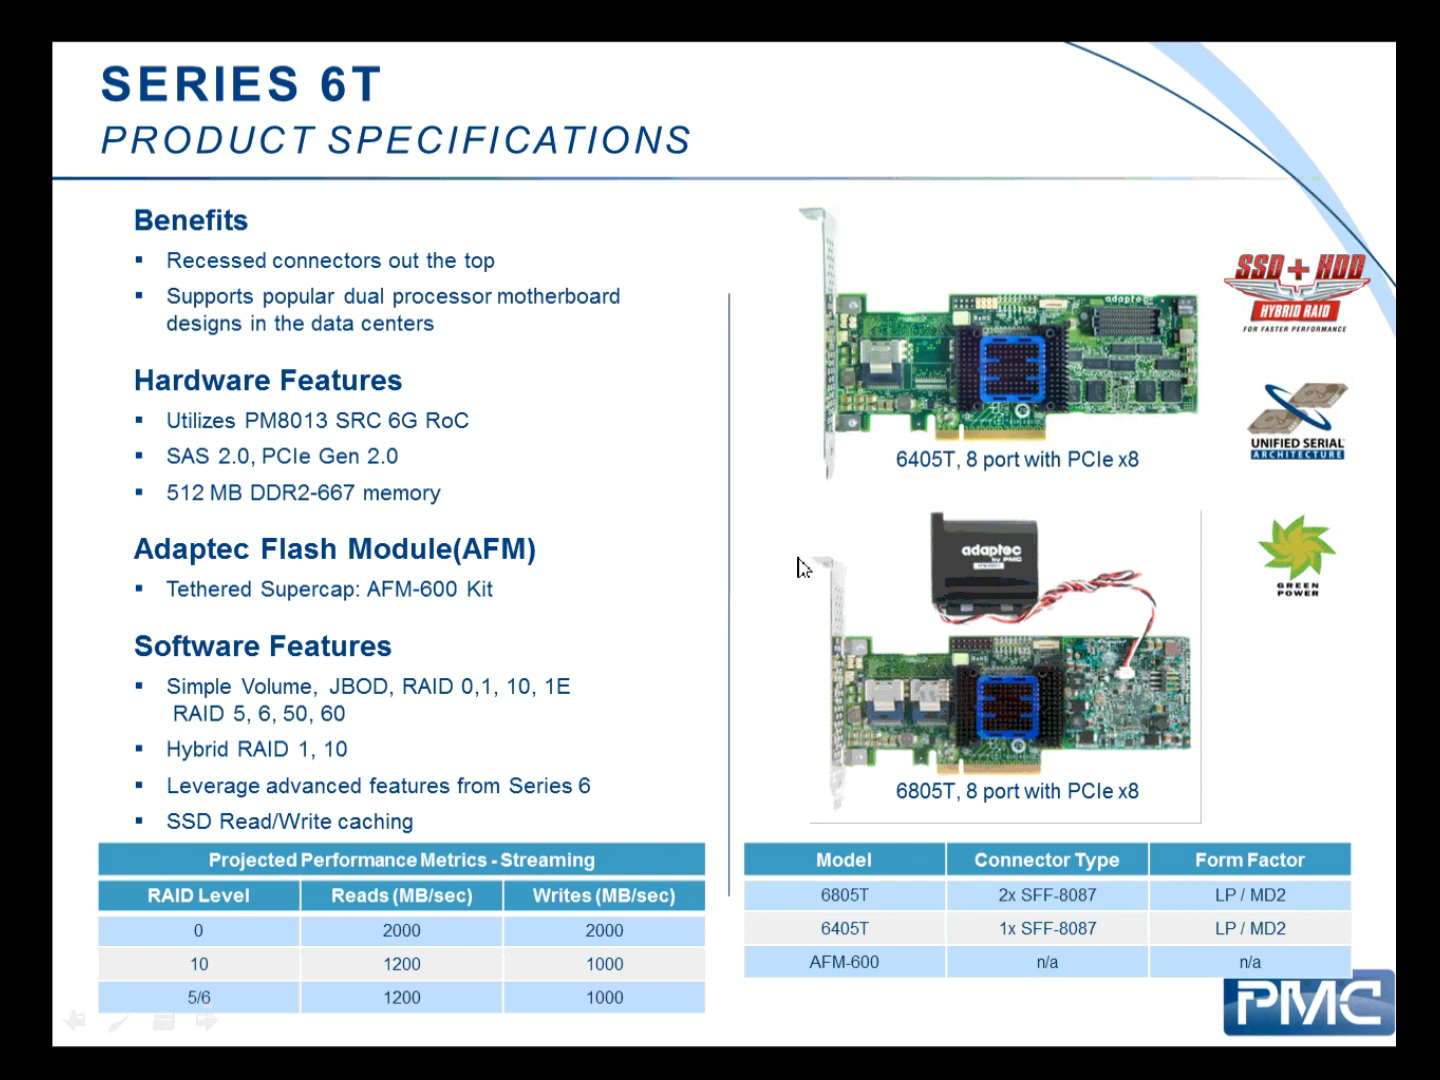 SERIES 6T
PRODUCT SPECIFICATIONS
Benefits
▪ Recessed connectors out the top
▪ Supports popular dual processor motherboard
designs in the data centers
Hardware Features
▪ Utilizes PM8013 SRC 6G RoC
▪ SAS 2.0, PCIe Gen 2.0
▪ 512 MB DDR2-667 memory
Adaptec Flash Module(AFM)
▪ Tethered Supercap: AFM-600 Kit
Software Features
▪ Simple Volume, JBOD, RAID 0,1, 10, 1E
RAID 5, 6, 50, 60
▪ Hybrid RAID 1, 10
▪ Leverage advanced features from Series 6
▪ SSD Read/Write caching
Projected Performance Metrics - Streaming
RAID Level Reads (MB/sec) Writes (MB/sec)
0 2000 2000
10 1200 1000
5/6 1200 1000
adaptec
6405T, 8 port with PCIe x8
adaptec
by PMC
6805T, 8 port with PCIe x8
SSD + HDD
HYBRID RAID
FOR FASTER PERFORMANCE
UNIFIED SERIAL
ARCHITECTURE
GREEN
POWER
Model Connector Type Form Factor
6805T 2x SFF-8087 LP / MD2
6405T 1x SFF-8087 LP / MD2
AFM-600 n/a n/a
PMC